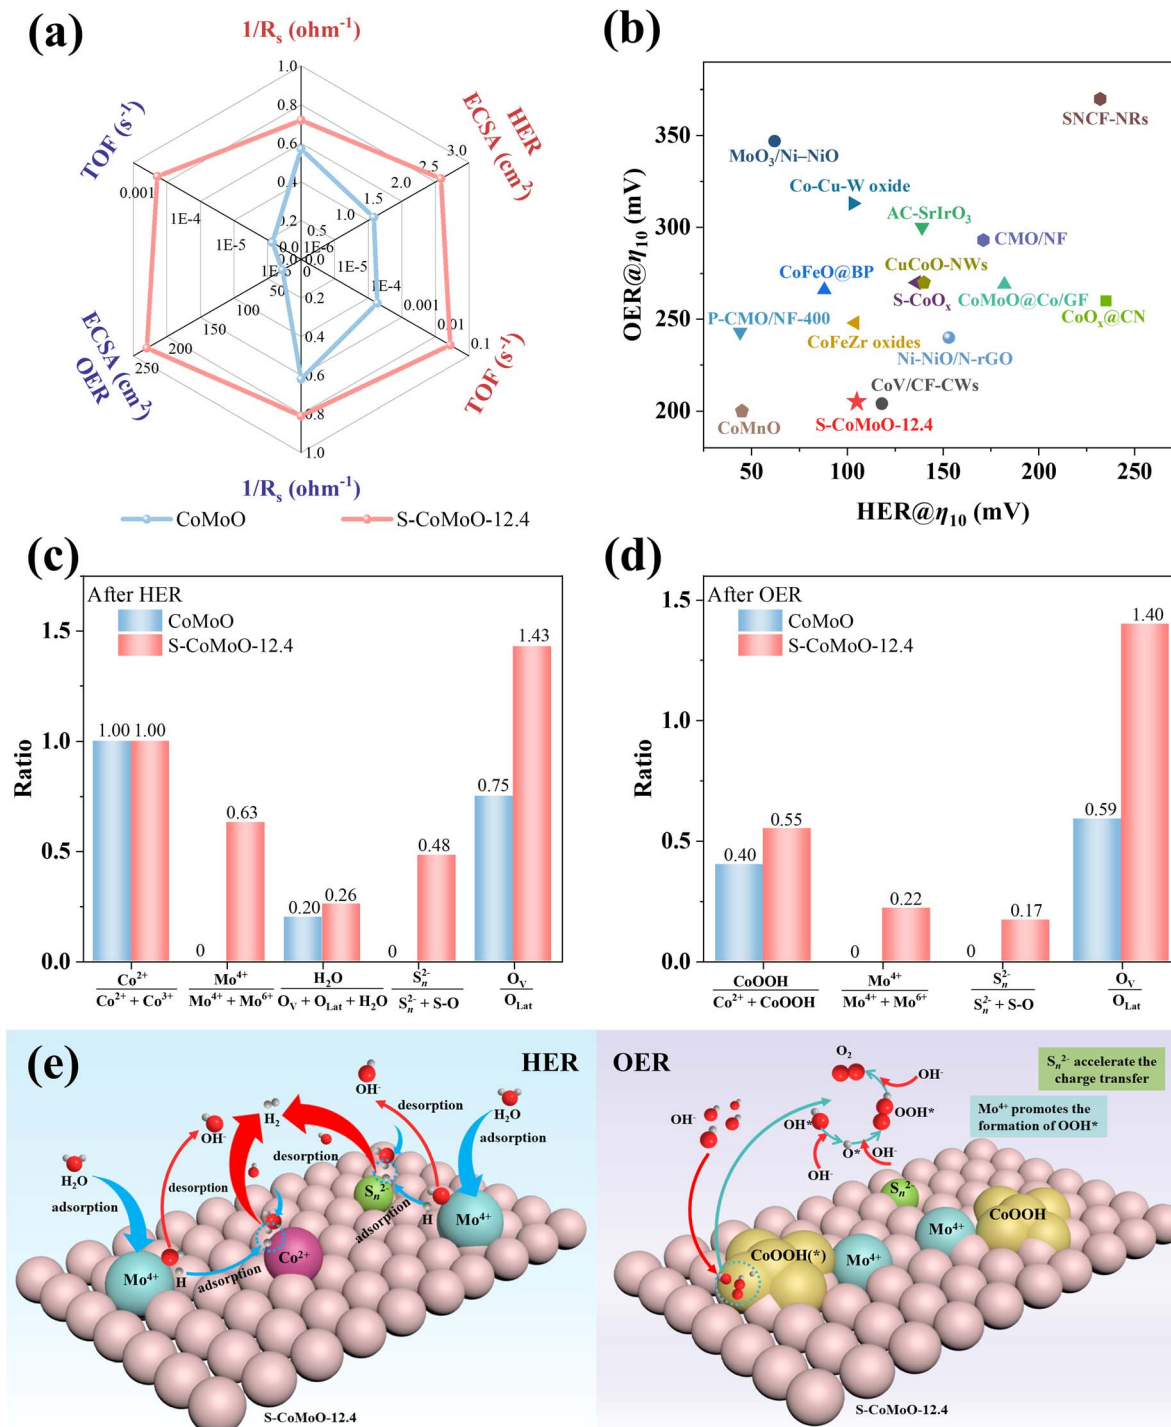 (a)
1/Rs (ohm-1)
HER
ECSA (cm2)
TOF (s-1)
1/Rs (ohm-1)
ECSA (cm2)
OER
TOF (s-1)
1.0
0.8
0.6
0.4
0.2
0.0
3.0
2.5
2.0
1.5
1.0
1E-6
1E-5
1E-4
0.001
0.01
0.1
0.0
0.2
0.4
0.6
0.8
1.0
50
100
150
200
250
1E-6
1E-5
1E-4
0.001
CoMoO
S-CoMoO-12.4
(b)
OER@η10 (mV)
350
300
250
200
50 100 150 200 250
HER@η10 (mV)
SNCF-NRs
MoO3/Ni–NiO
Co-Cu-W oxide
AC-SrIrO3
CMO/NF
CoFeO@BP
CuCoO-NWs
S-CoOx
CoMoO@Co/GF
CoOx@CN
P-CMO/NF-400
CoFeZr oxides
Ni-NiO/N-rGO
CoV/CF-CWs
CoMnO
S-CoMoO-12.4
(c)
After HER
CoMoO
S-CoMoO-12.4
Ratio
1.5
1.0
0.5
0.0
1.00 1.00
0 0.63
0.20 0.26
0 0.48
0.75 1.43
Co2+
Co2+ + Co3+
Mo4+
Mo4+ + Mo6+
H2O
OV + OLat + H2O
Sn2-
Sn2- + S-O
OV
OLat
(d)
After OER
CoMoO
S-CoMoO-12.4
Ratio
1.5
1.0
0.5
0.0
0.40 0.55
0 0.22
0 0.17
0.59 1.40
CoOOH
Co2+ + CoOOH
Mo4+
Mo4+ + Mo6+
Sn2-
Sn2- + S-O
OV
OLat
(e)
HER
H2O
adsorption
OH-
desorption
H2
desorption
OH-
desorption
H2O
adsorption
Mo4+
H
adsorption
Co2+
Sn2-
adsorption
H
Mo4+
S-CoMoO-12.4
OER
O2
OH-
OH-
OH*
OOH*
O*
OH-
OH-
Sn2- accelerate the
charge transfer
Mo4+ promotes the
formation of OOH*
Sn2-
Mo4+
CoOOH
CoOOH(*)
Mo4+
S-CoMoO-12.4